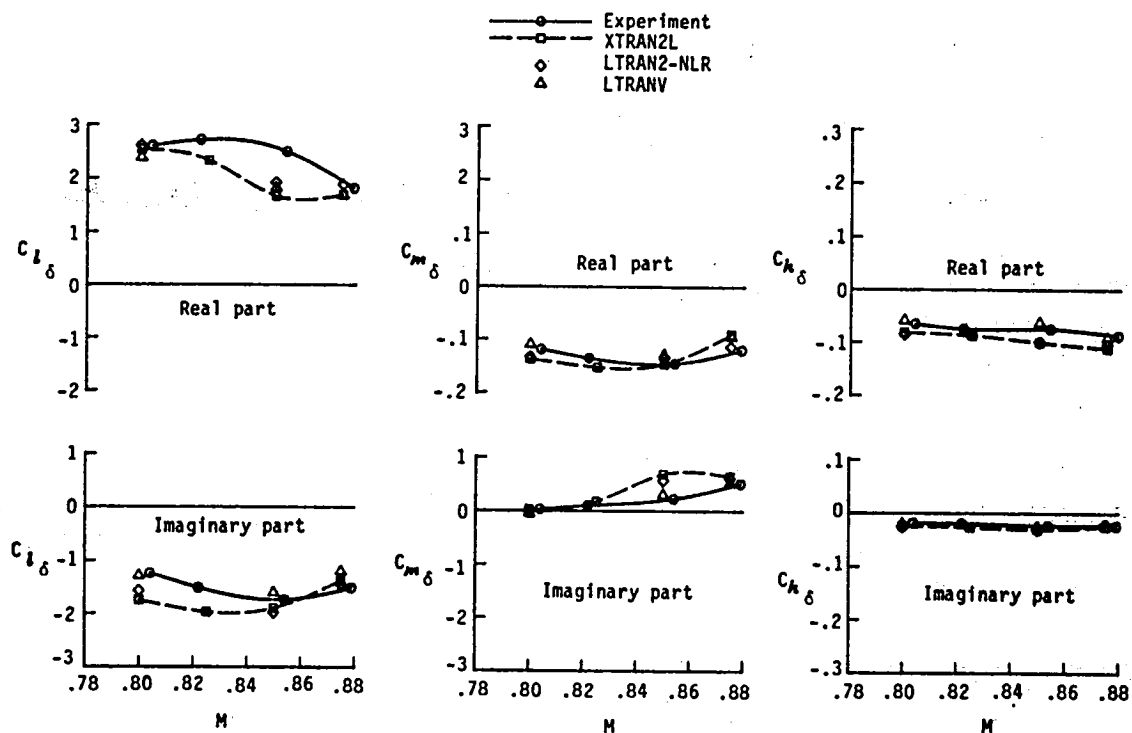 Experiment
XTRAN2L
LTRAN2-NLR
LTRANV
3
2
1
0
-1
-2
C l δ
Real part
.2
.1
0
-.1
-.2
C m δ
Real part
.3
.2
.1
0
-.1
-.2
C h δ
Real part
1
0
-1
-2
-3
C l δ
Imaginary part
.78 .80 .82 .84 .86 .88
M
1
0
1
2
-3
C m δ
Imaginary part
.78 .80 .82 .84 .86 .88
M
.1
0
-.1
-.2
-.3
C h δ
Imaginary part
.78 .80 .82 .84 .86 .88
M